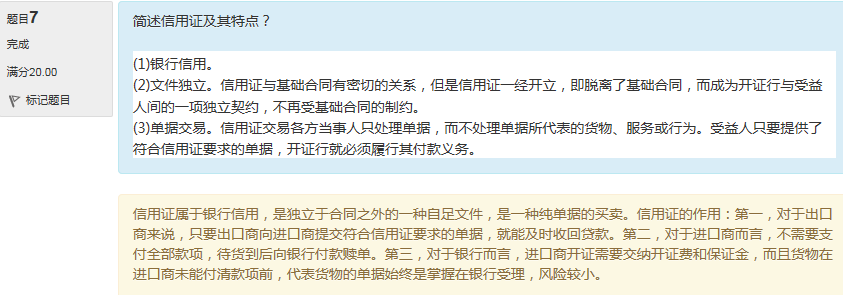 题目7
完成
满分20.00
标记题目
简述信用证及其特点？
(1)银行信用。
(2)文件独立。信用证与基础合同有密切的关系，但是信用证一经开立，即脱离了基础合同，而成为开证行与受益
人间的一项独立契约，不再受基础合同的制约。
(3)单据交易。信用证交易各方当事人只处理单据，而不处理单据所代表的货物、服务或行为。受益人只要提供了
符合信用证要求的单据，开证行就必须履行其付款义务。
信用证属于银行信用，是独立于合同之外的一种自足文件，是一种纯单据的买卖。信用证的作用：第一，对于出口
商来说，只要出口商向进口商提交符合信用证要求的单据，就能及时收回贷款。第二，对于进口商而言，不需要支
付全部款项，待货到后向银行付款赎单。第三，对于银行而言，进口商开证需要交纳开证费和保证金，而且货物在
进口商未能付清款项前，代表货物的单据始终是掌握在银行受理，风险较小。